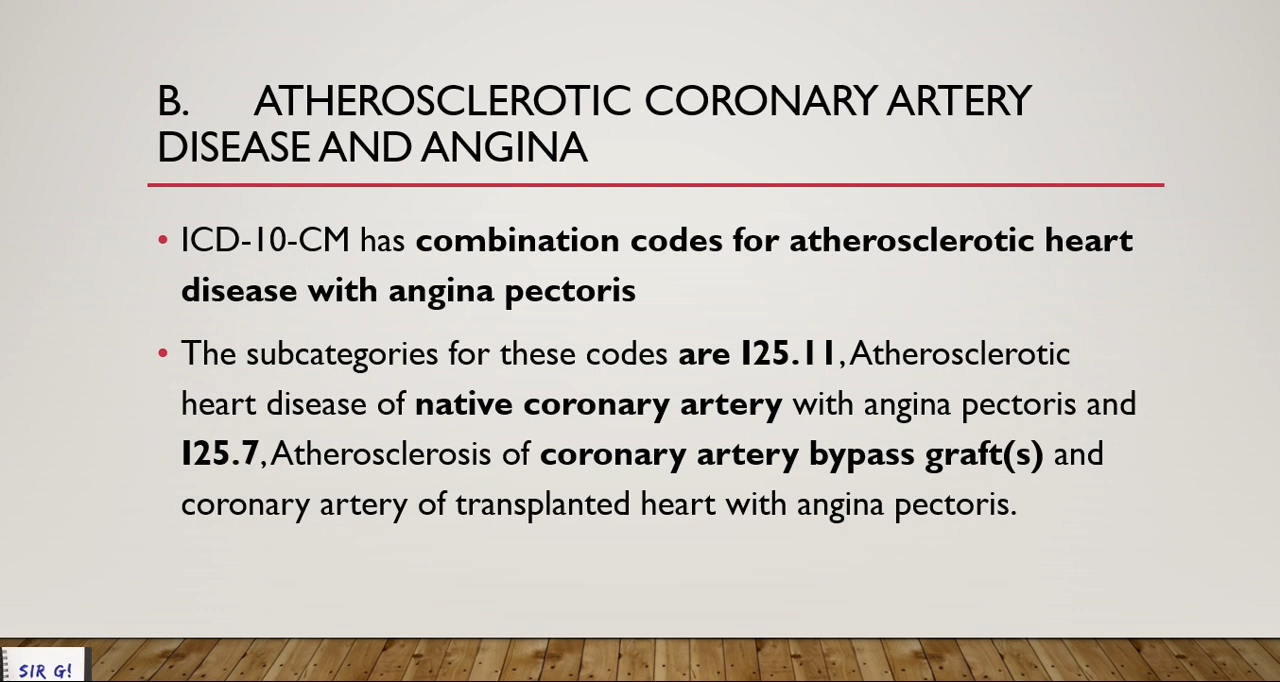 B. ATHEROSCLEROTIC CORONARY ARTERY
DISEASE AND ANGINA
• ICD-10-CM has combination codes for atherosclerotic heart
disease with angina pectoris
• The subcategories for these codes are I25.11, Atherosclerotic
heart disease of native coronary artery with angina pectoris and
I25.7, Atherosclerosis of coronary artery bypass graft(s) and
coronary artery of transplanted heart with angina pectoris.
SIR G!